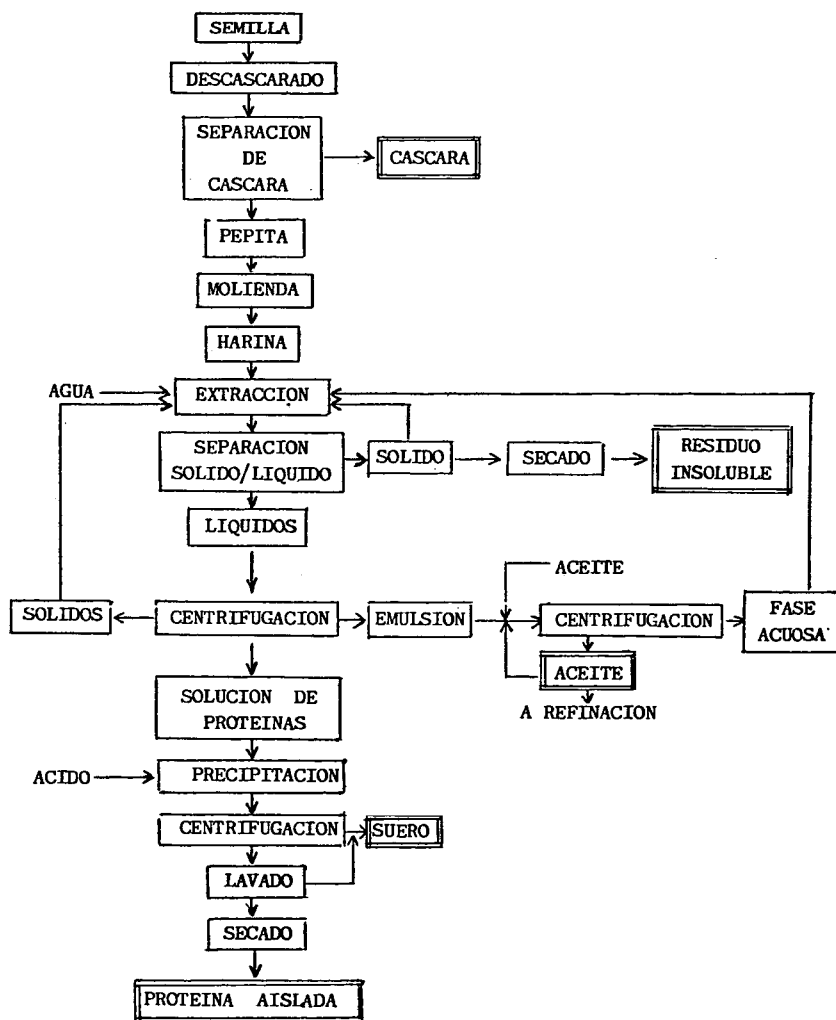 SEMILLA
DESCASCARADO
SEPARACION
DE
CASCARA
CASCARA
PEPITA
MOLIENDA
HARINA
AGUA
EXTRACCION
SEPARACION
SOLIDO/LIQUIDO
SOLIDO
SECADO
RESIDUO
INSOLUBLE
LIQUIDOS
ACEITE
SOLIDOS
CENTRIFUGACION
EMULSION
CENTRIFUGACION
FASE
ACUOSA
ACEITE
A REFINACION
SOLUCION DE
PROTEINAS
ACIDO
PRECIPITACION
CENTRIFUGACION
SUERO
LAVADO
SECADO
PROTEINA AISLADA